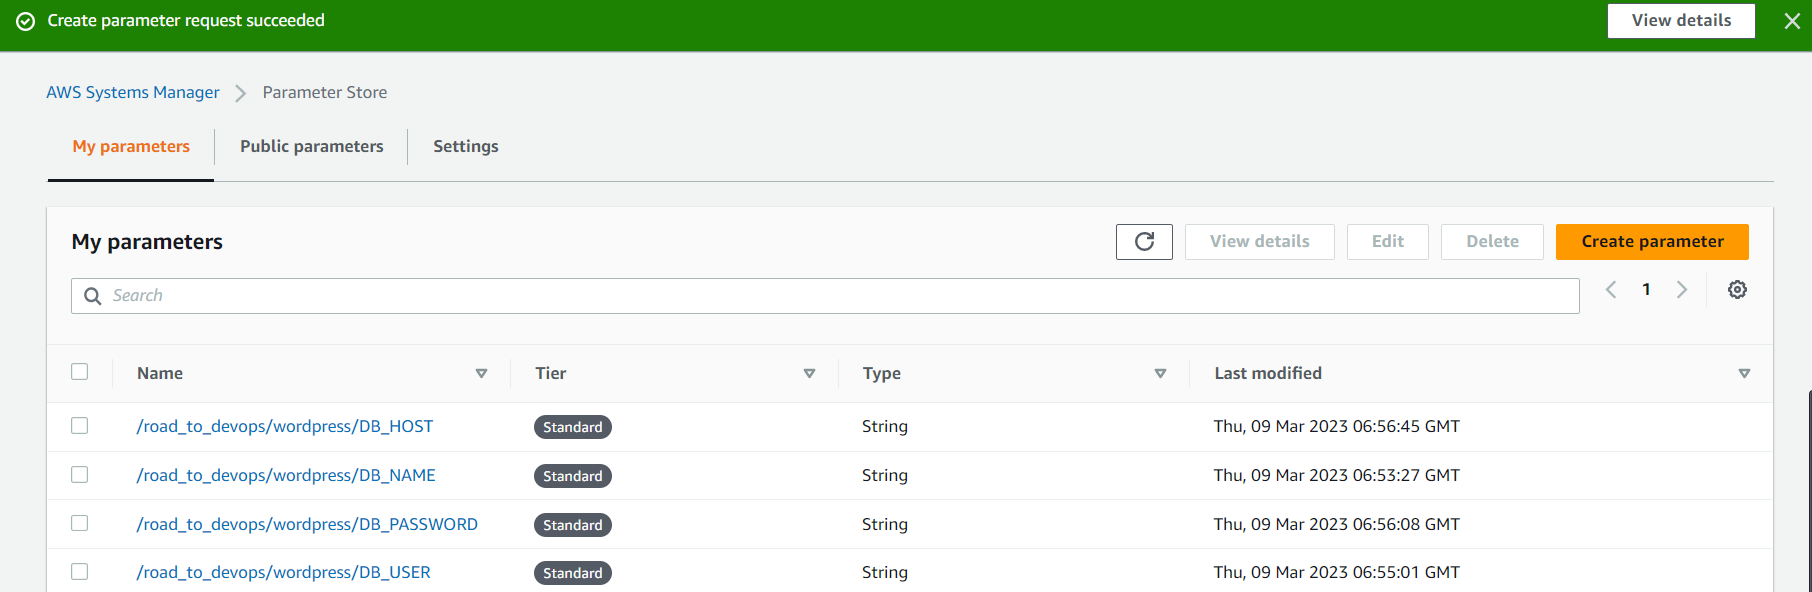 Create parameter request succeeded View details
AWS Systems Manager Parameter Store
My parameters Public parameters Settings
My parameters View details Edit Delete Create parameter
Search 1
Name Tier Type Last modified
/road_to_devops/wordpress/DB_HOST Standard String Thu, 09 Mar 2023 06:56:45 GMT
/road_to_devops/wordpress/DB_NAME Standard String Thu, 09 Mar 2023 06:53:27 GMT
/road_to_devops/wordpress/DB_PASSWORD Standard String Thu, 09 Mar 2023 06:56:08 GMT
/road_to_devops/wordpress/DB_USER Standard String Thu, 09 Mar 2023 06:55:01 GMT